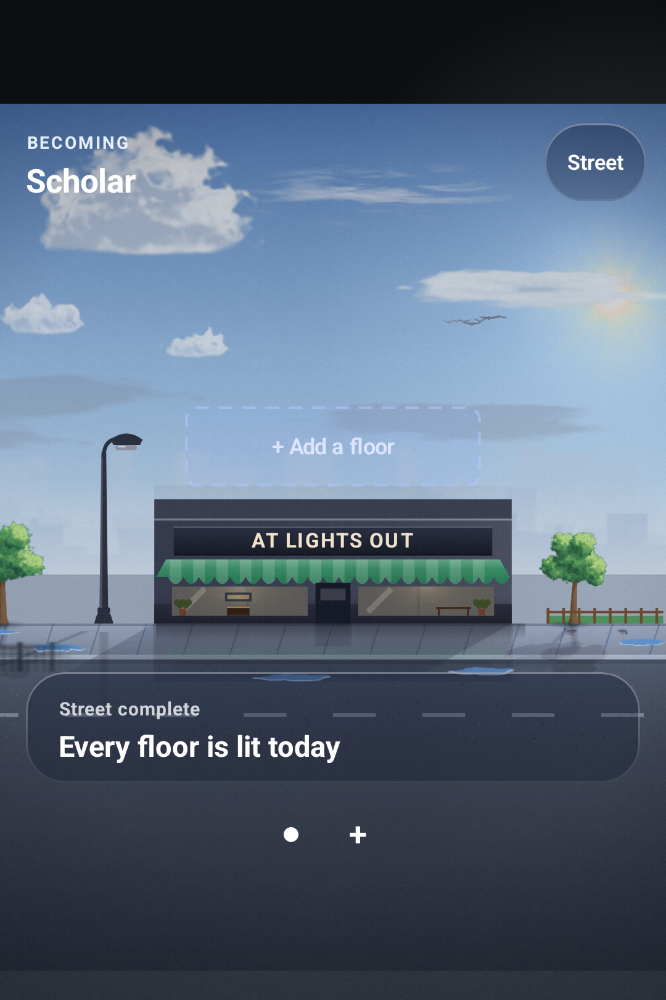 BECOMING
Scholar
Street
+ Add a floor
AT LIGHTS OUT
Street complete
Every floor is lit today
+